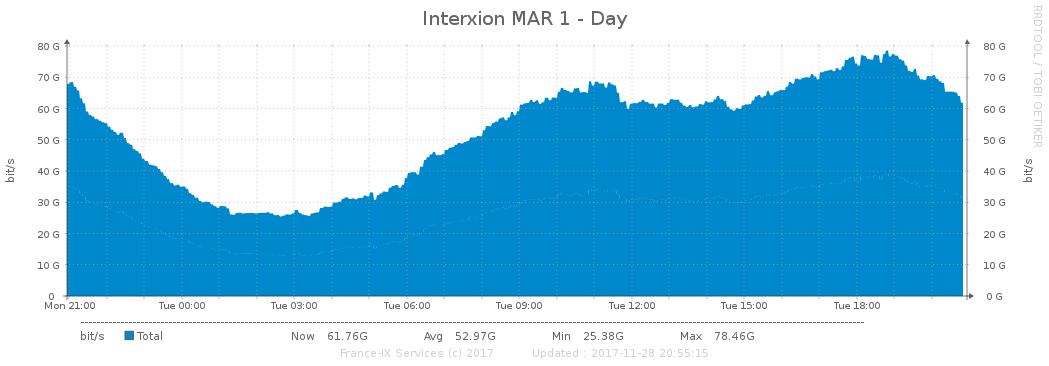 Interxion MAR 1 - Day
RRDTOOL / TOBI OETIKER
bit/s
bit/s
80 G 80 G
70 G 70 G
60 G 60 G
50 G 50 G
40 G 40 G
30 G 30 G
20 G 20 G
10 G 10 G
0 0 G
Mon 21:00 Tue 00:00 Tue 03:00 Tue 06:00 Tue 09:00 Tue 12:00 Tue 15:00 Tue 18:00
bit/s Total Now 61.76G Avg 52.97G Min 25.38G Max 78.46G
France-IX Services (c) 2017 Updated : 2017-11-28 20:55:15